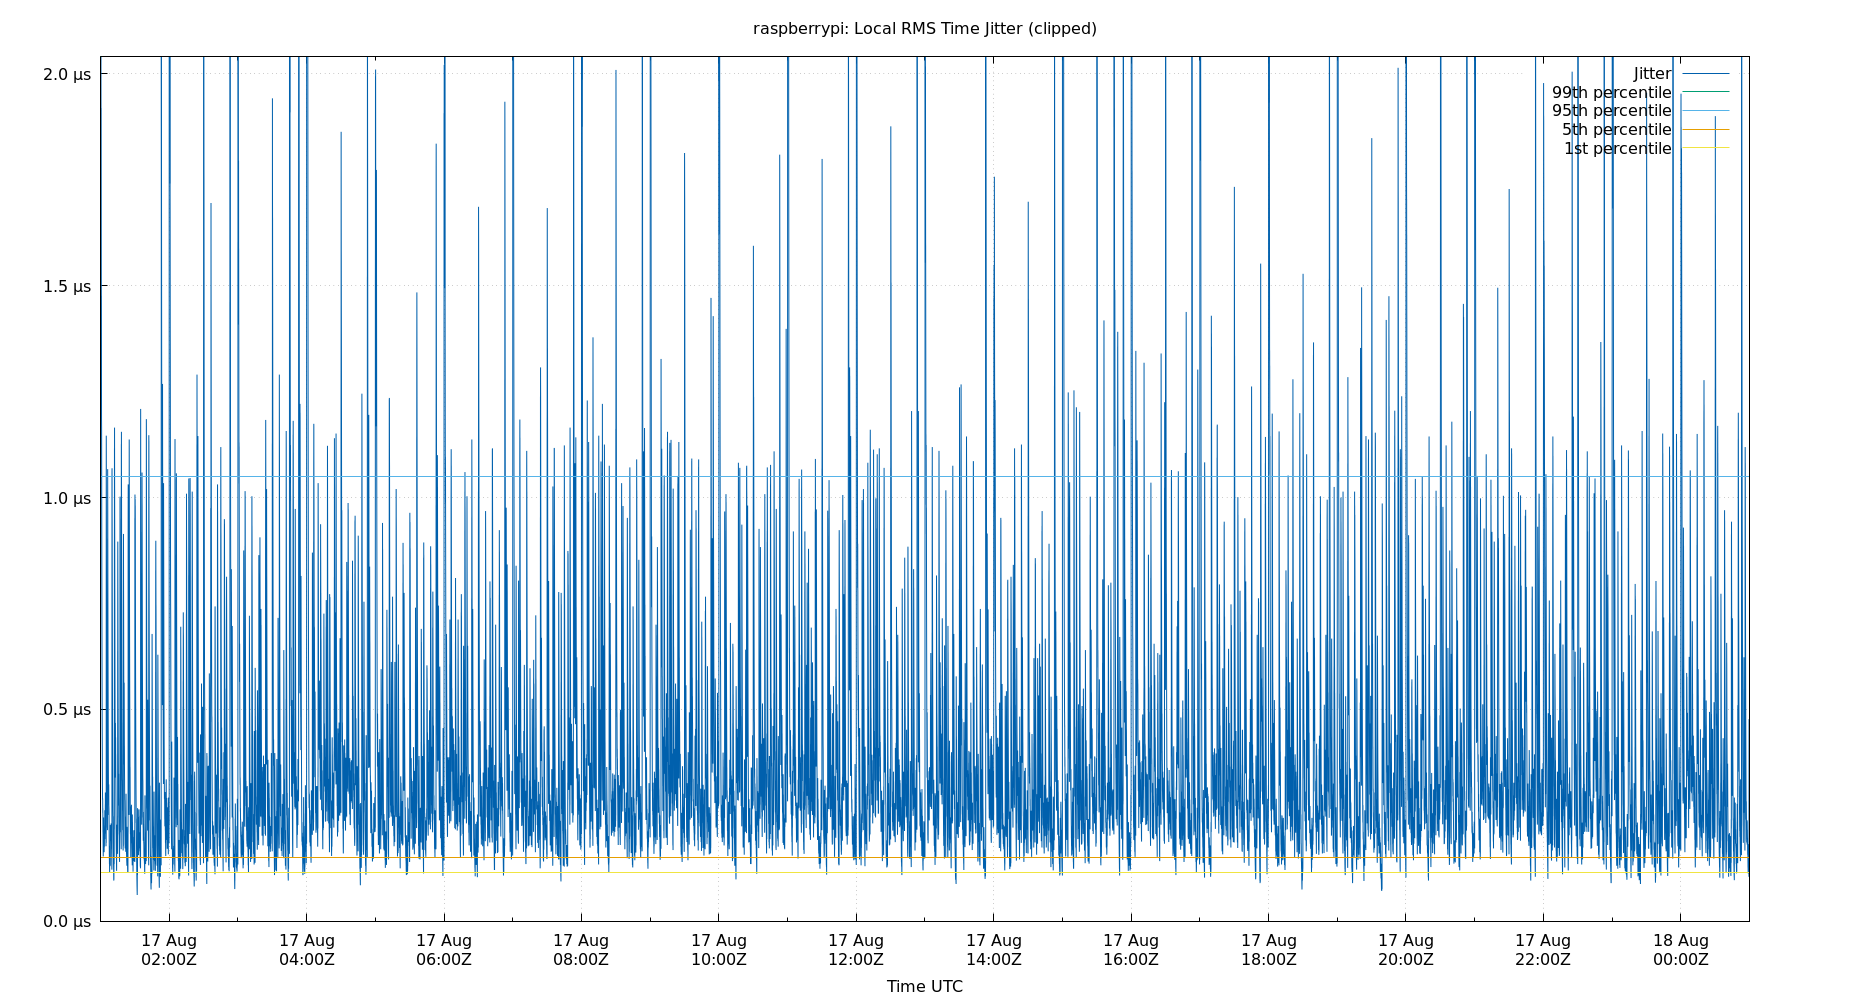 raspberrypi: Local RMS Time Jitter (clipped)
2.0 µs
1.5 µs
1.0 µs
0.5 µs
0.0 µs
Jitter
99th percentile
95th percentile
5th percentile
1st percentile
17 Aug 17 Aug 17 Aug 17 Aug 17 Aug 17 Aug 17 Aug 17 Aug 17 Aug 17 Aug 17 Aug 18 Aug
02:00Z 04:00Z 06:00Z 08:00Z 10:00Z 12:00Z 14:00Z 16:00Z 18:00Z 20:00Z 22:00Z 00:00Z
Time UTC